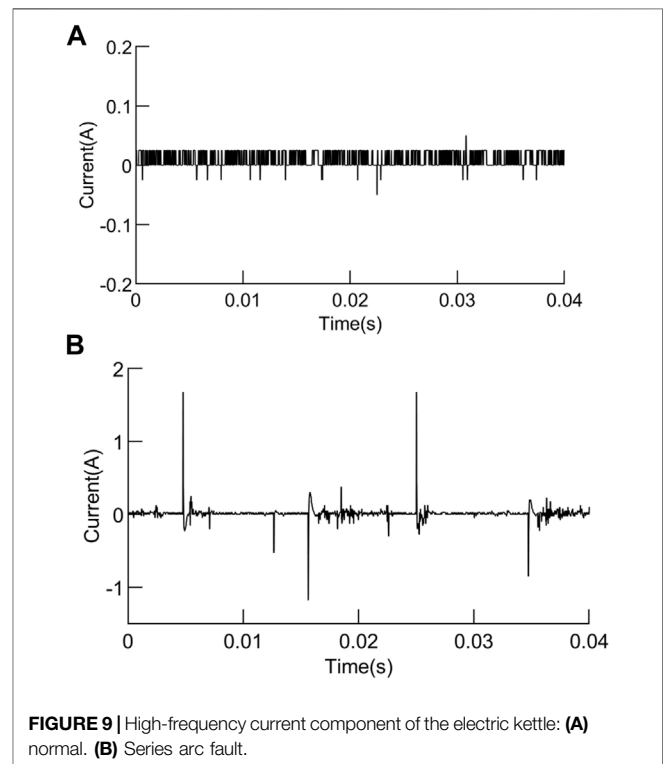 A
0.2
0.1
0
-0.1
-0.2
Current(A)
0 0.01 0.02 0.03 0.04
Time(s)
B
2
1
0
-1
Current(A)
0 0.01 0.02 0.03 0.04
Time(s)
FIGURE 9 | High-frequency current component of the electric kettle: (A)
normal. (B) Series arc fault.